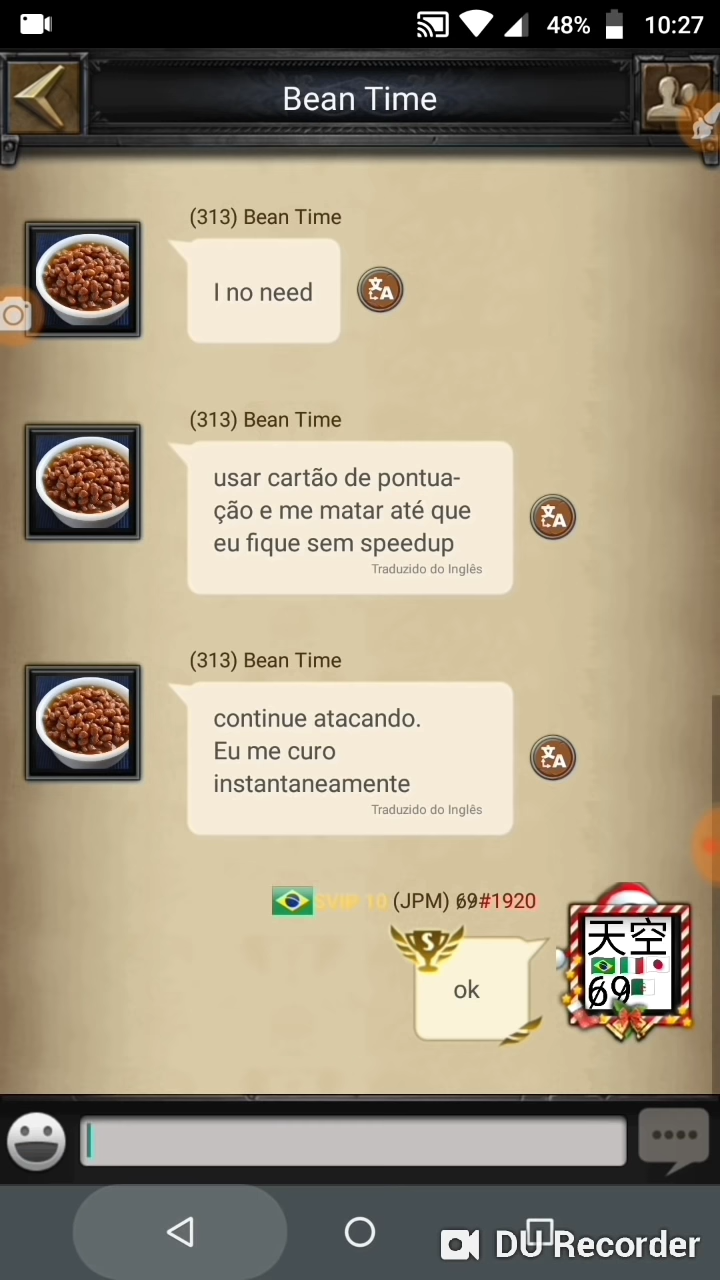 48% 10:27
Bean Time
(313) Bean Time
I no need
(313) Bean Time
usar cartão de pontua-
ção e me matar até que
eu fique sem speedup
Traduzido do Inglês
(313) Bean Time
continue atacando.
Eu me curo
instantaneamente
Traduzido do Inglês
SVIP 10 (JPM) 69#1920
S
ok
天空
69
DU Recorder